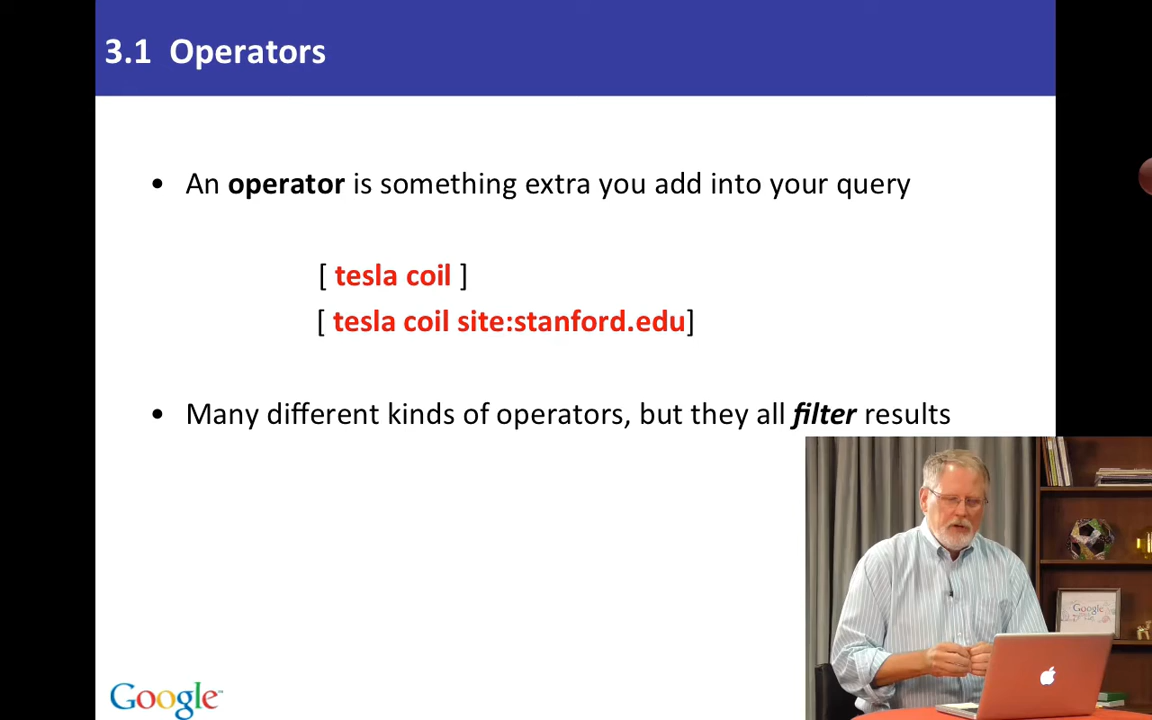 3.1 Operators
• An operator is something extra you add into your query
[ tesla coil ]
[ tesla coil site:stanford.edu]
• Many different kinds of operators, but they all filter results
Google
Google™